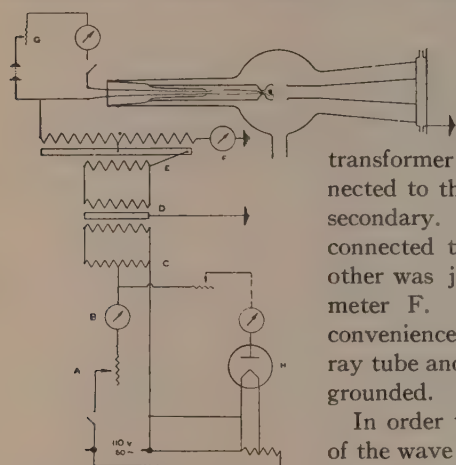 G
F
E
D
C
B
A
H
110 V
60 ~
transformer
nected to th
secondary.
connected t
other was j
meter F.
convenience
ray tube and
grounded.
In order
of the wave